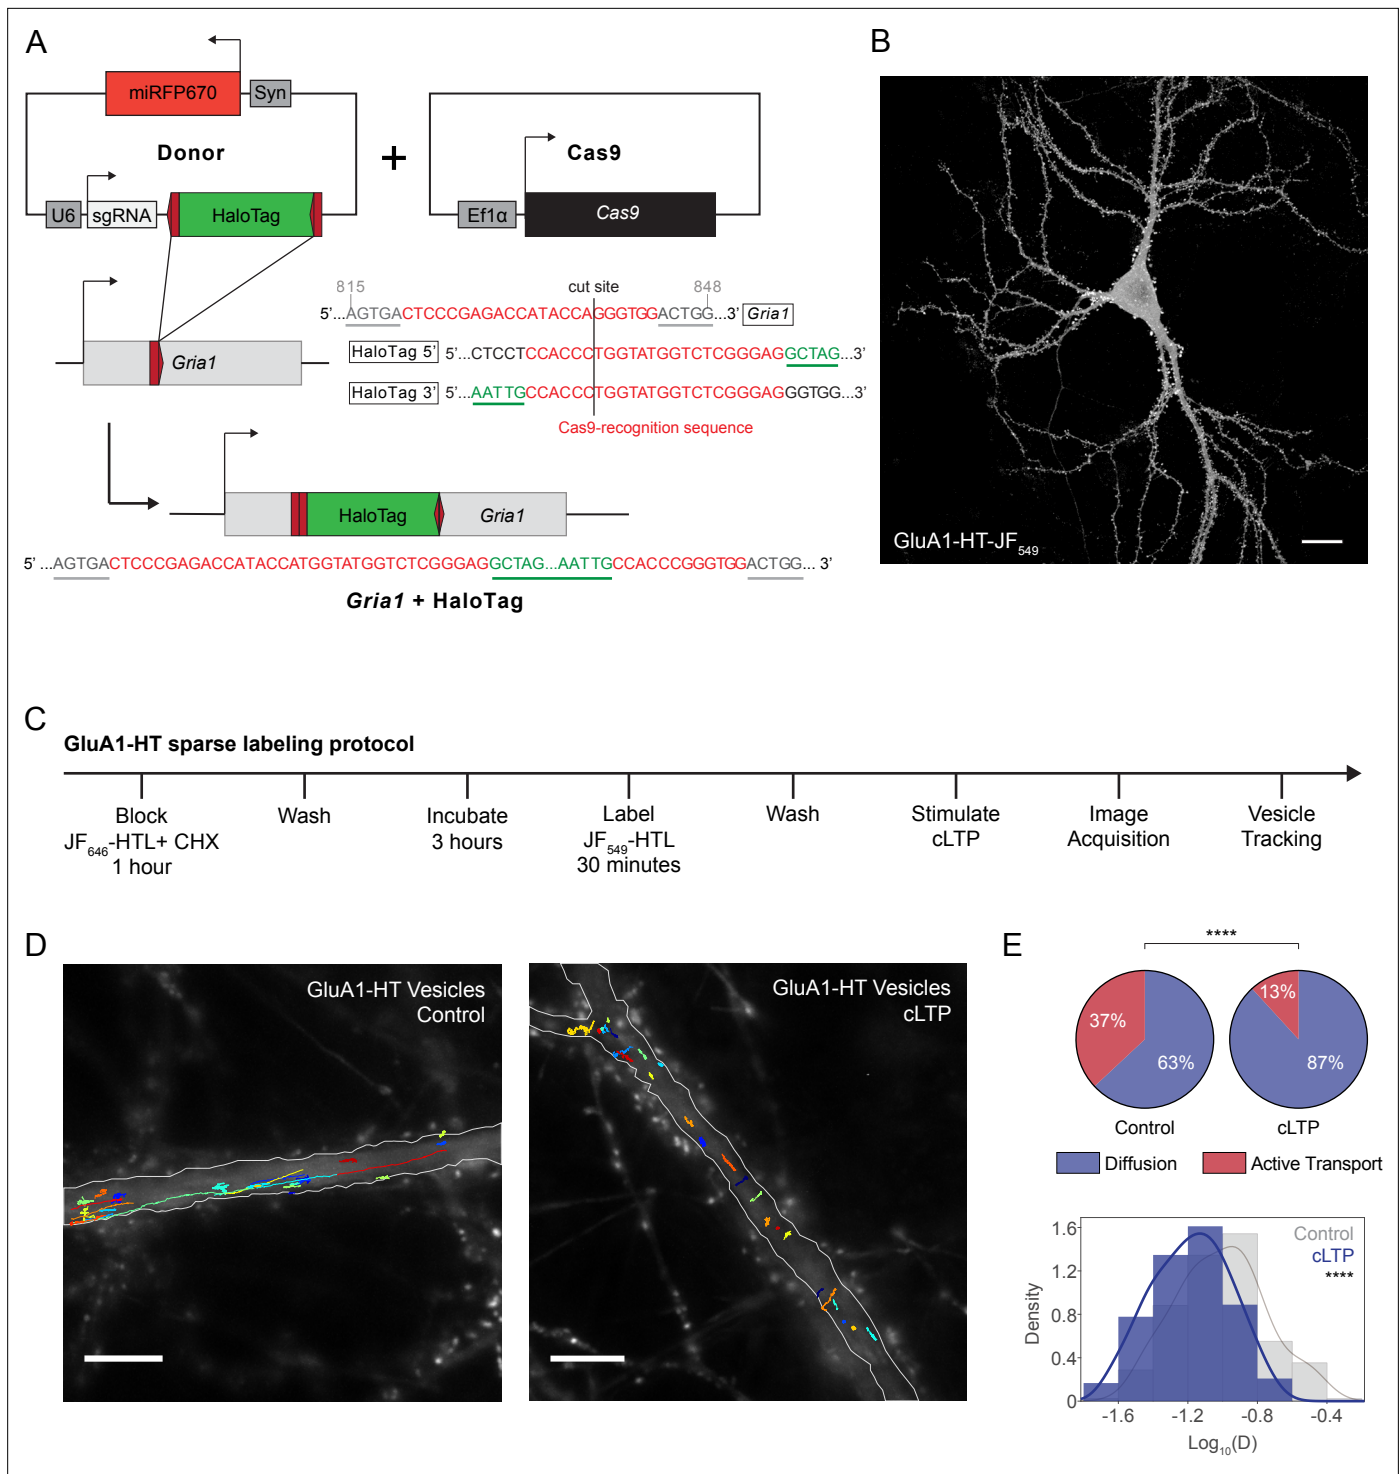 A
miRFP670
Syn
Donor
+
Cas9
U6
sgRNA
HaloTag
Ef1α
Cas9
815
cut site
848
5'...AGTGACTCCCGAGACCATACCAGGGTGGACTGG...3'
Gria1
HaloTag 5'
5'...CTCCTCCACCCTGGTATGGTCTCGGGAGGCTAG...3'
HaloTag 3'
5'...AATTGCCACCCTGGTATGGTCTCGGGAGGGTGG...3'
Cas9-recognition sequence
Gria1
HaloTag
Gria1
5'...AGTGACTCCCGAGACCATACCATGGTATGGTCTCGGGAGGCTAG...AATTGCCACCCGGGTGGACTGG... 3'
Gria1 + HaloTag
B
GluA1-HT-JF549
C
GluA1-HT sparse labeling protocol
Block
JF646-HTL+ CHX
1 hour
Wash
Incubate
3 hours
Label
JF549-HTL
30 minutes
Wash
Stimulate
cLTP
Image
Acquisition
Vesicle
Tracking
D
GluA1-HT Vesicles
Control
GluA1-HT Vesicles
cLTP
E
****
37%
63%
13%
87%
Control
cLTP
Diffusion
Active Transport
Control
cLTP
****
Density
1.6
1.2
0.8
0.4
0
-1.6
-1.2
-0.8
-0.4
Log10(D)